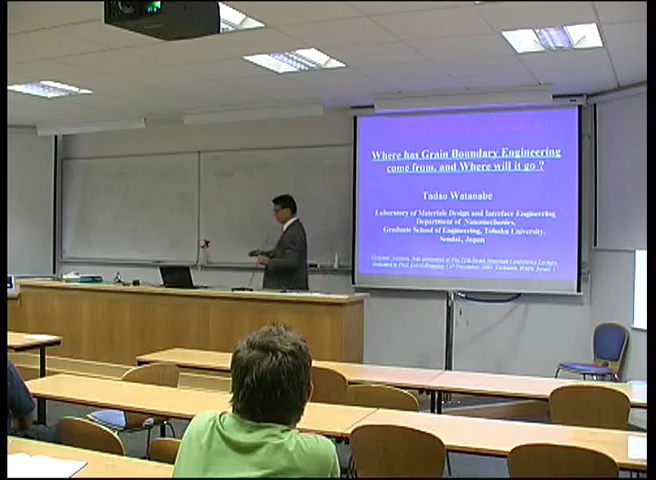 Where has Grain Boundary Engineering
come from, and Where will it go ?
Tadao Watanabe
Laboratory of Materials Design and Interface Engineering
Department of Nanomechanics,
Graduate School of Engineering, Tohoku University,
Sendai, Japan